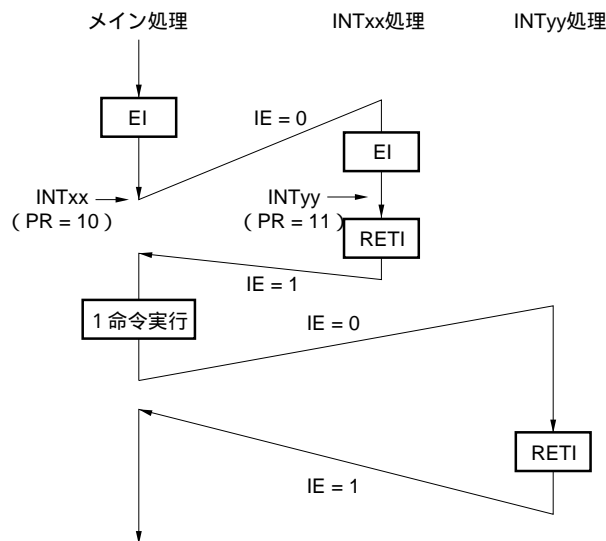 メイン処理 INTxx処理 INTyy処理
EI
IE = 0
EI
INTxx
(PR = 10)
INTyy
(PR = 11)
RETI
IE = 1
1命令実行
IE = 0
RETI
IE = 1